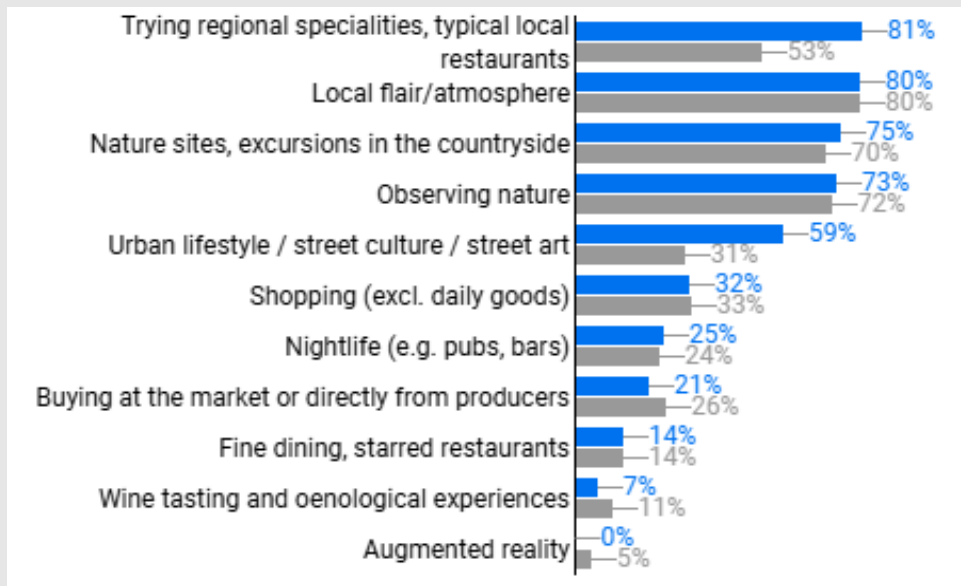 Trying regional specialities, typical local
restaurants
81%
53%
Local flair/atmosphere
80%
80%
Nature sites, excursions in the countryside
75%
70%
Observing nature
73%
72%
Urban lifestyle / street culture / street art
59%
31%
Shopping (excl. daily goods)
32%
33%
Nightlife (e.g. pubs, bars)
25%
24%
Buying at the market or directly from producers
21%
26%
Fine dining, starred restaurants
14%
14%
Wine tasting and oenological experiences
7%
11%
Augmented reality
0%
5%